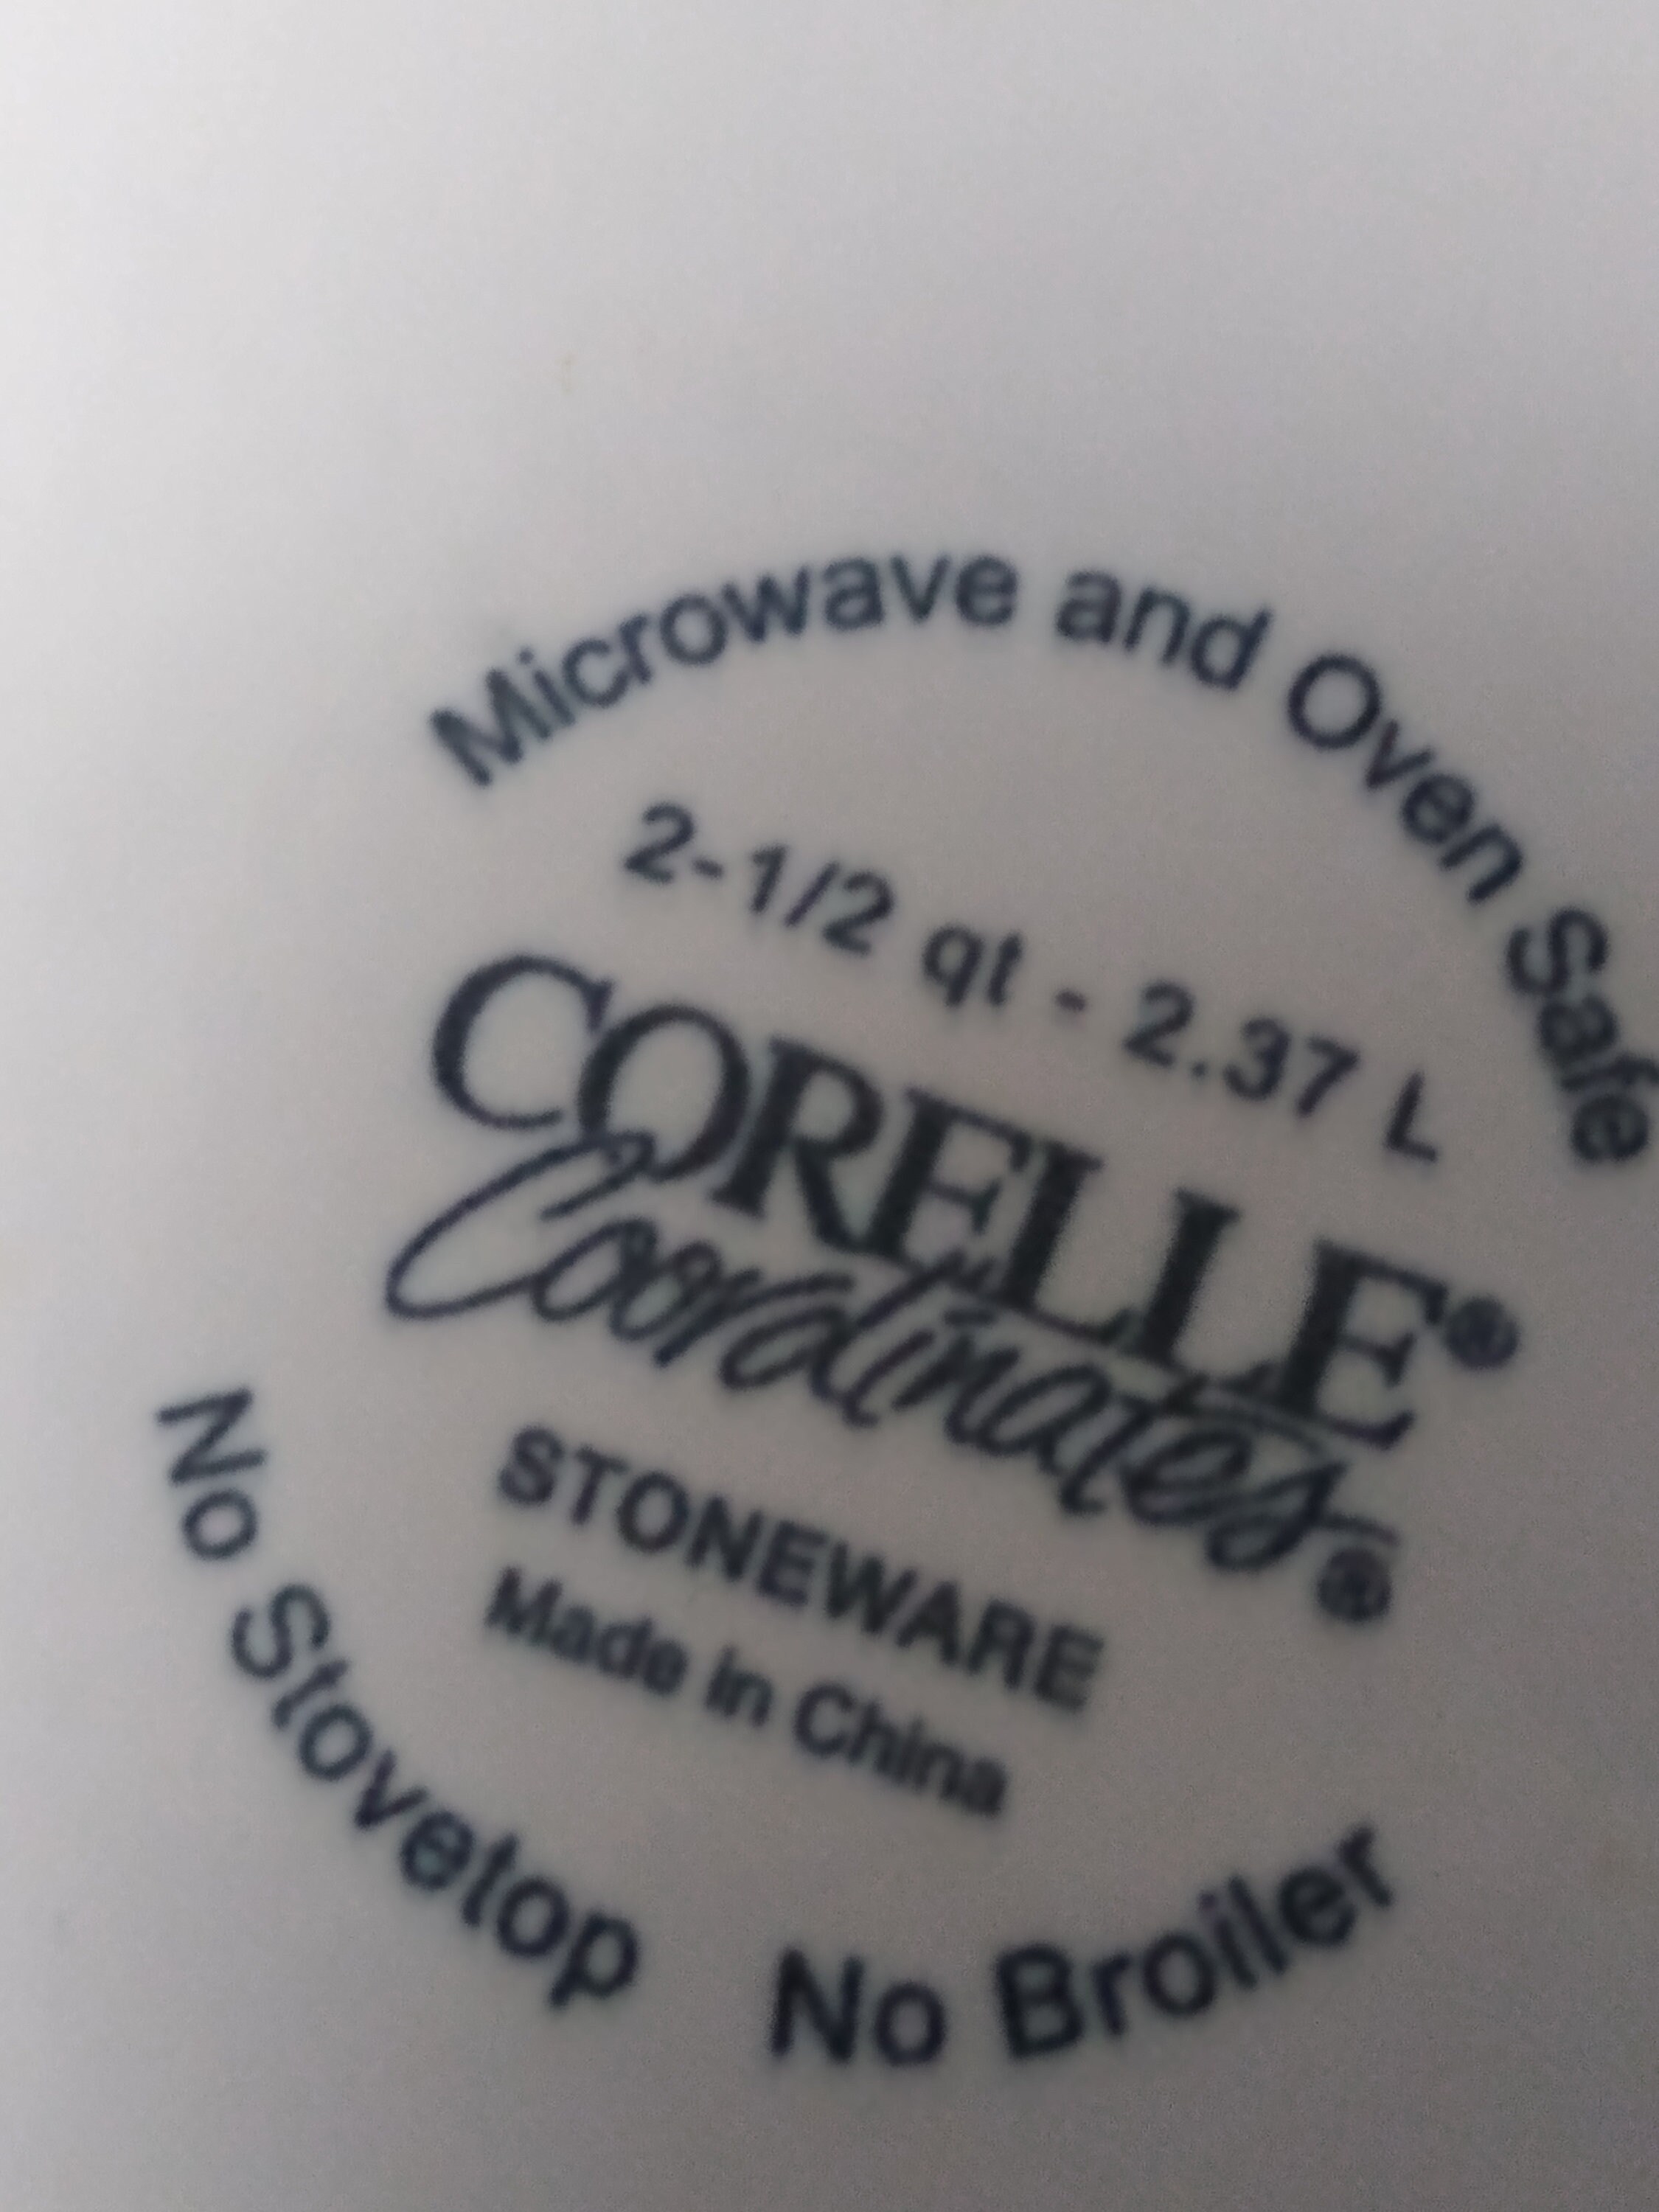 Microwave and Oven Safe
2-1/2 qt - 2.37 L
CORELLE®
Coordinates®
STONEWARE
Made in China
No Stovetop No Broiler